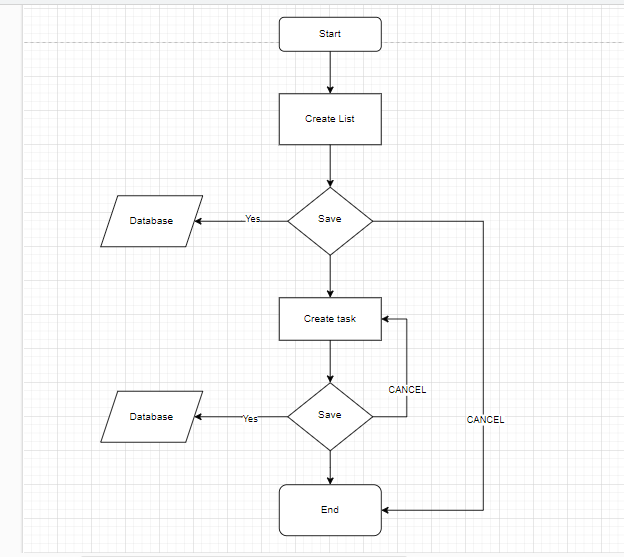 Start
Create List
Database
Yes
Save
Create task
CANCEL
CANCEL
Database
Yes
Save
End